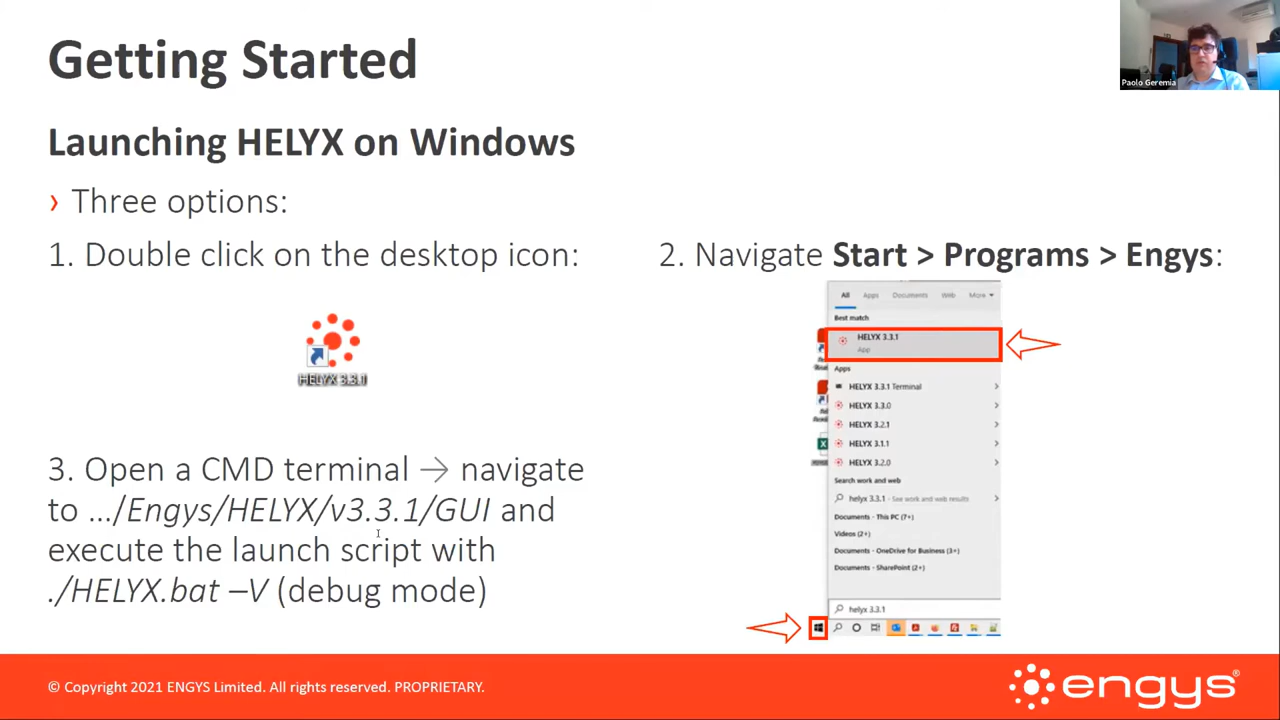 Getting Started
Paolo Geremia
Launching HELYX on Windows
› Three options:
1. Double click on the desktop icon:
HELYX 3.3.1
2. Navigate Start > Programs > Engys:
All Apps Documents Web More
Best match
HELYX 3.3.1
App
Apps
HELYX 3.3.1 Terminal
HELYX 3.3.0
HELYX 3.2.1
HELYX 3.1.1
HELYX 3.2.0
Search work and web
helyx 3.3.1 - See work and web results
Documents - This PC (7+)
Videos (2+)
Documents - OneDrive for Business (3+)
Documents - SharePoint (2+)
helyx 3.3.1
3. Open a CMD terminal → navigate
to …/Engys/HELYX/v3.3.1/GUI and
execute the launch script with
./HELYX.bat –V (debug mode)
© Copyright 2021 ENGYS Limited. All rights reserved. PROPRIETARY.
engys®